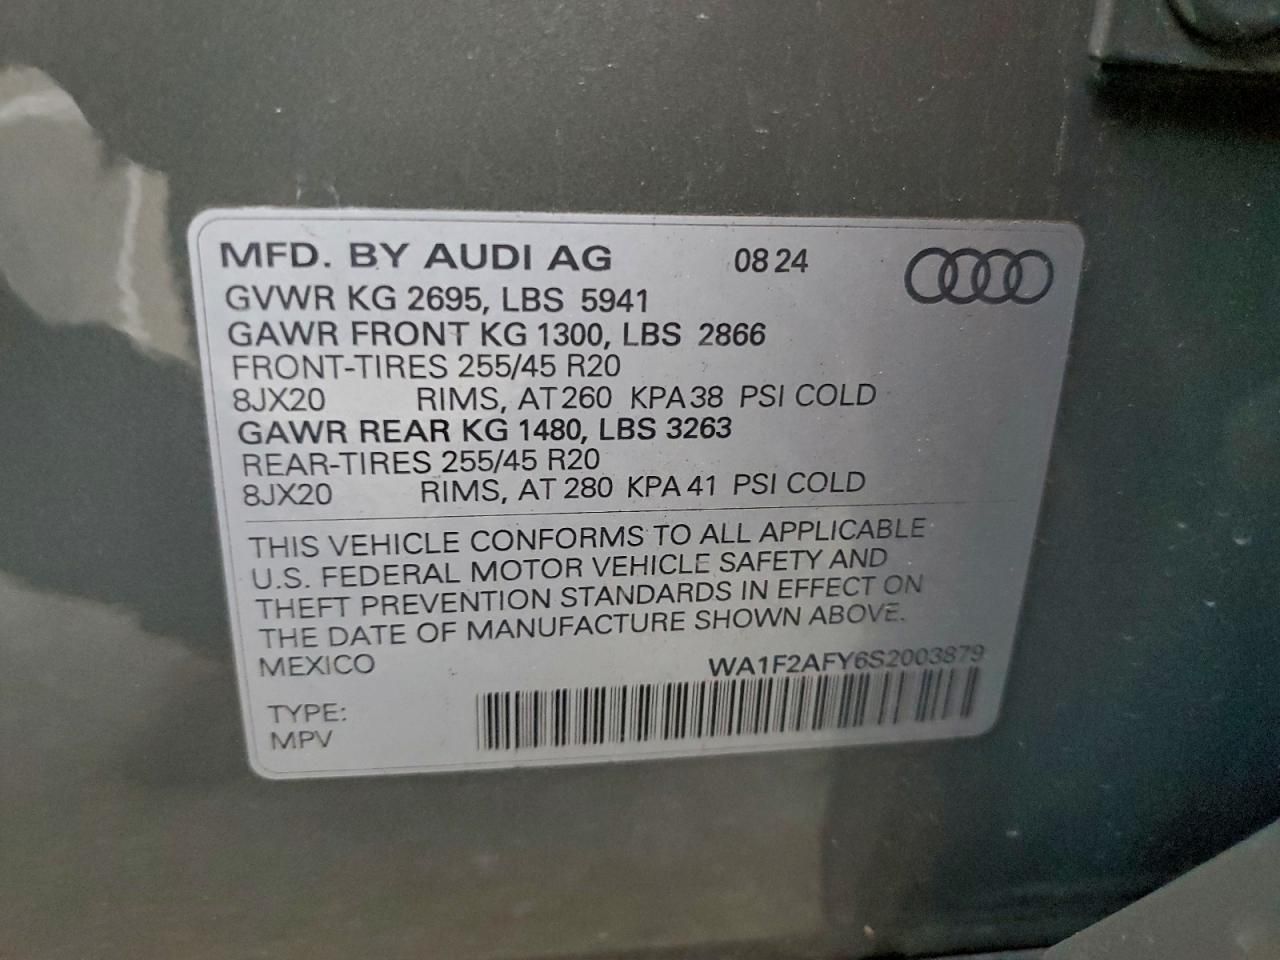 MFD. BY AUDI AG 08 24
GVWR KG 2695, LBS 5941
GAWR FRONT KG 1300, LBS 2866
FRONT-TIRES 255/45 R20
8JX20 RIMS, AT 260 KPA 38 PSI COLD
GAWR REAR KG 1480, LBS 3263
REAR-TIRES 255/45 R20
8JX20 RIMS, AT 280 KPA 41 PSI COLD
THIS VEHICLE CONFORMS TO ALL APPLICABLE
U.S. FEDERAL MOTOR VEHICLE SAFETY AND
THEFT PREVENTION STANDARDS IN EFFECT ON
THE DATE OF MANUFACTURE SHOWN ABOVE.
MEXICO WA1F2AFY6S2003879
TYPE:
MPV